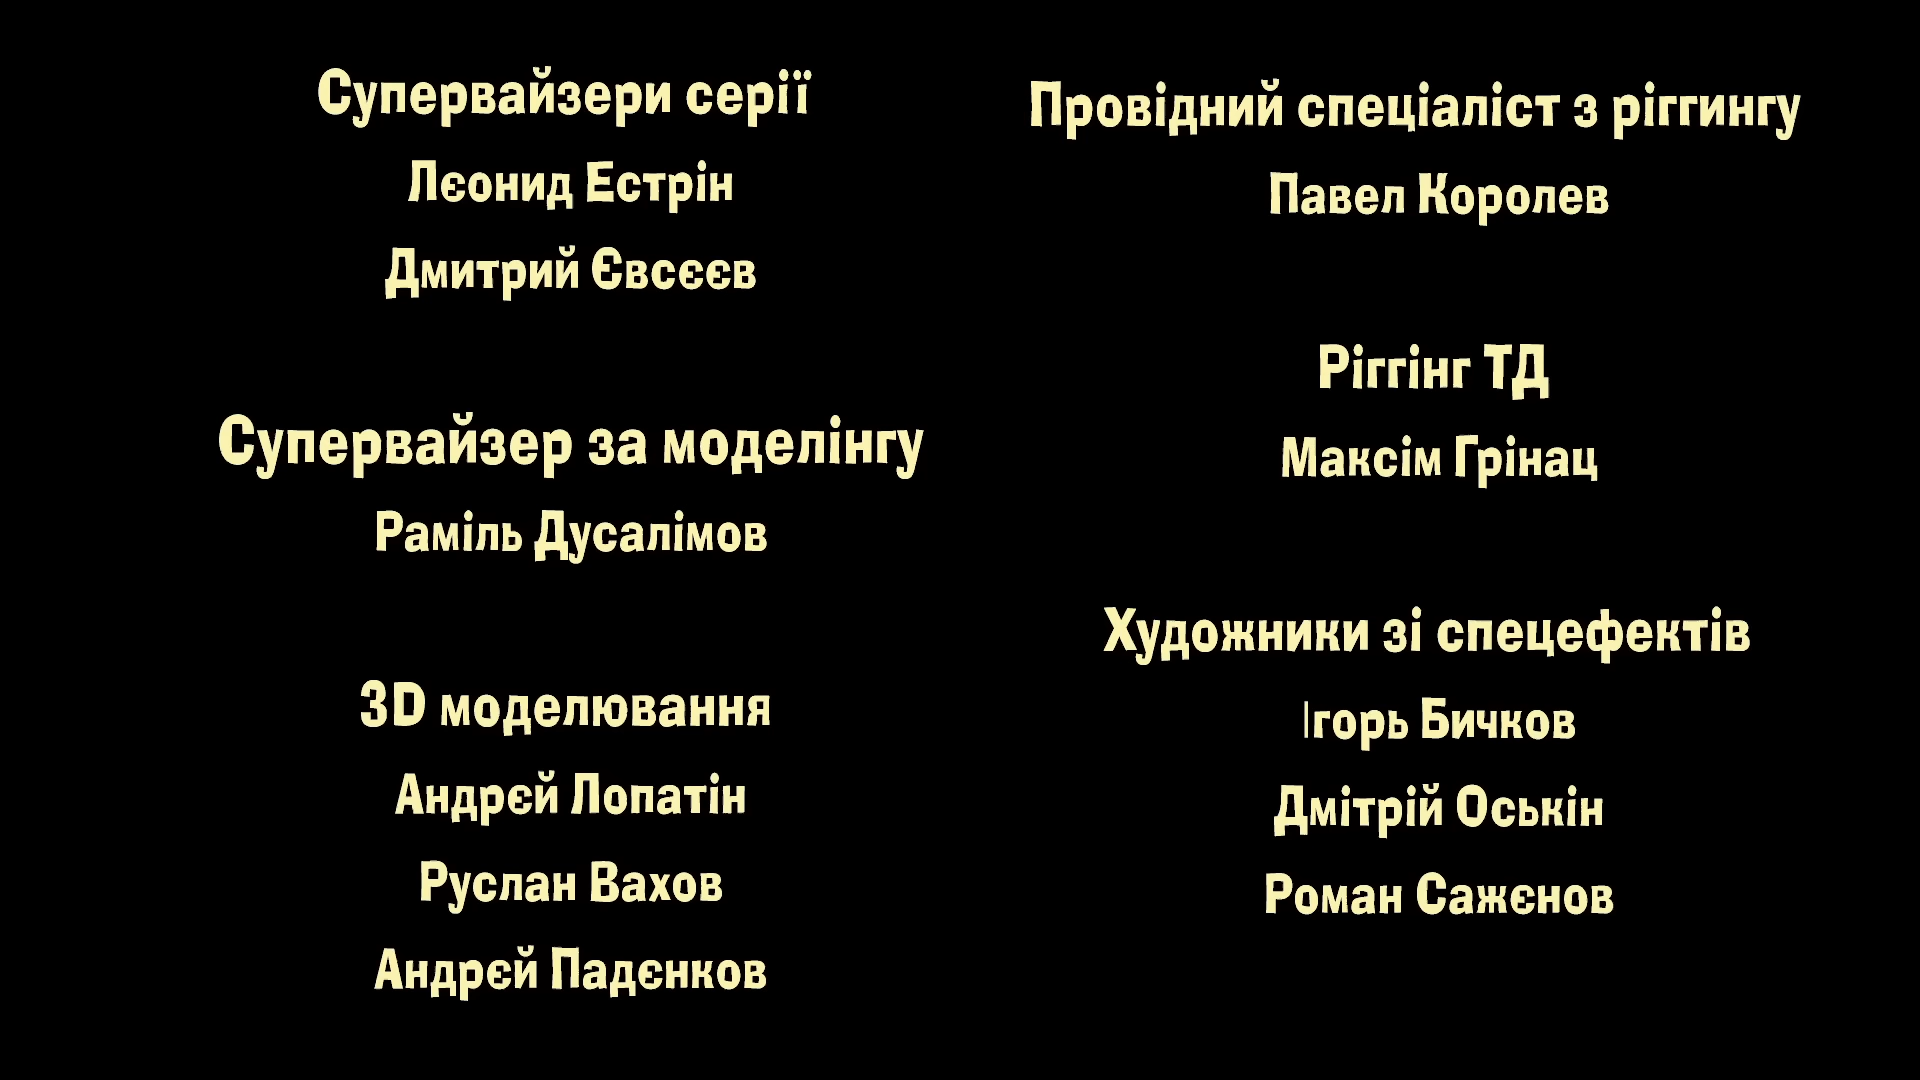 Супервайзери серії
Лєонид Естрін
Дмитрий Євсєєв
Супервайзер за моделінгу
Раміль Дусалімов
3D моделювання
Андрєй Лопатін
Руслан Вахов
Андрєй Падєнков
Провідний спеціаліст з ріггингу
Павел Королев
Ріггінг ТД
Максім Грінац
Художники зі спецефектів
Ігорь Бичков
Дмітрій Оськін
Роман Сажєнов